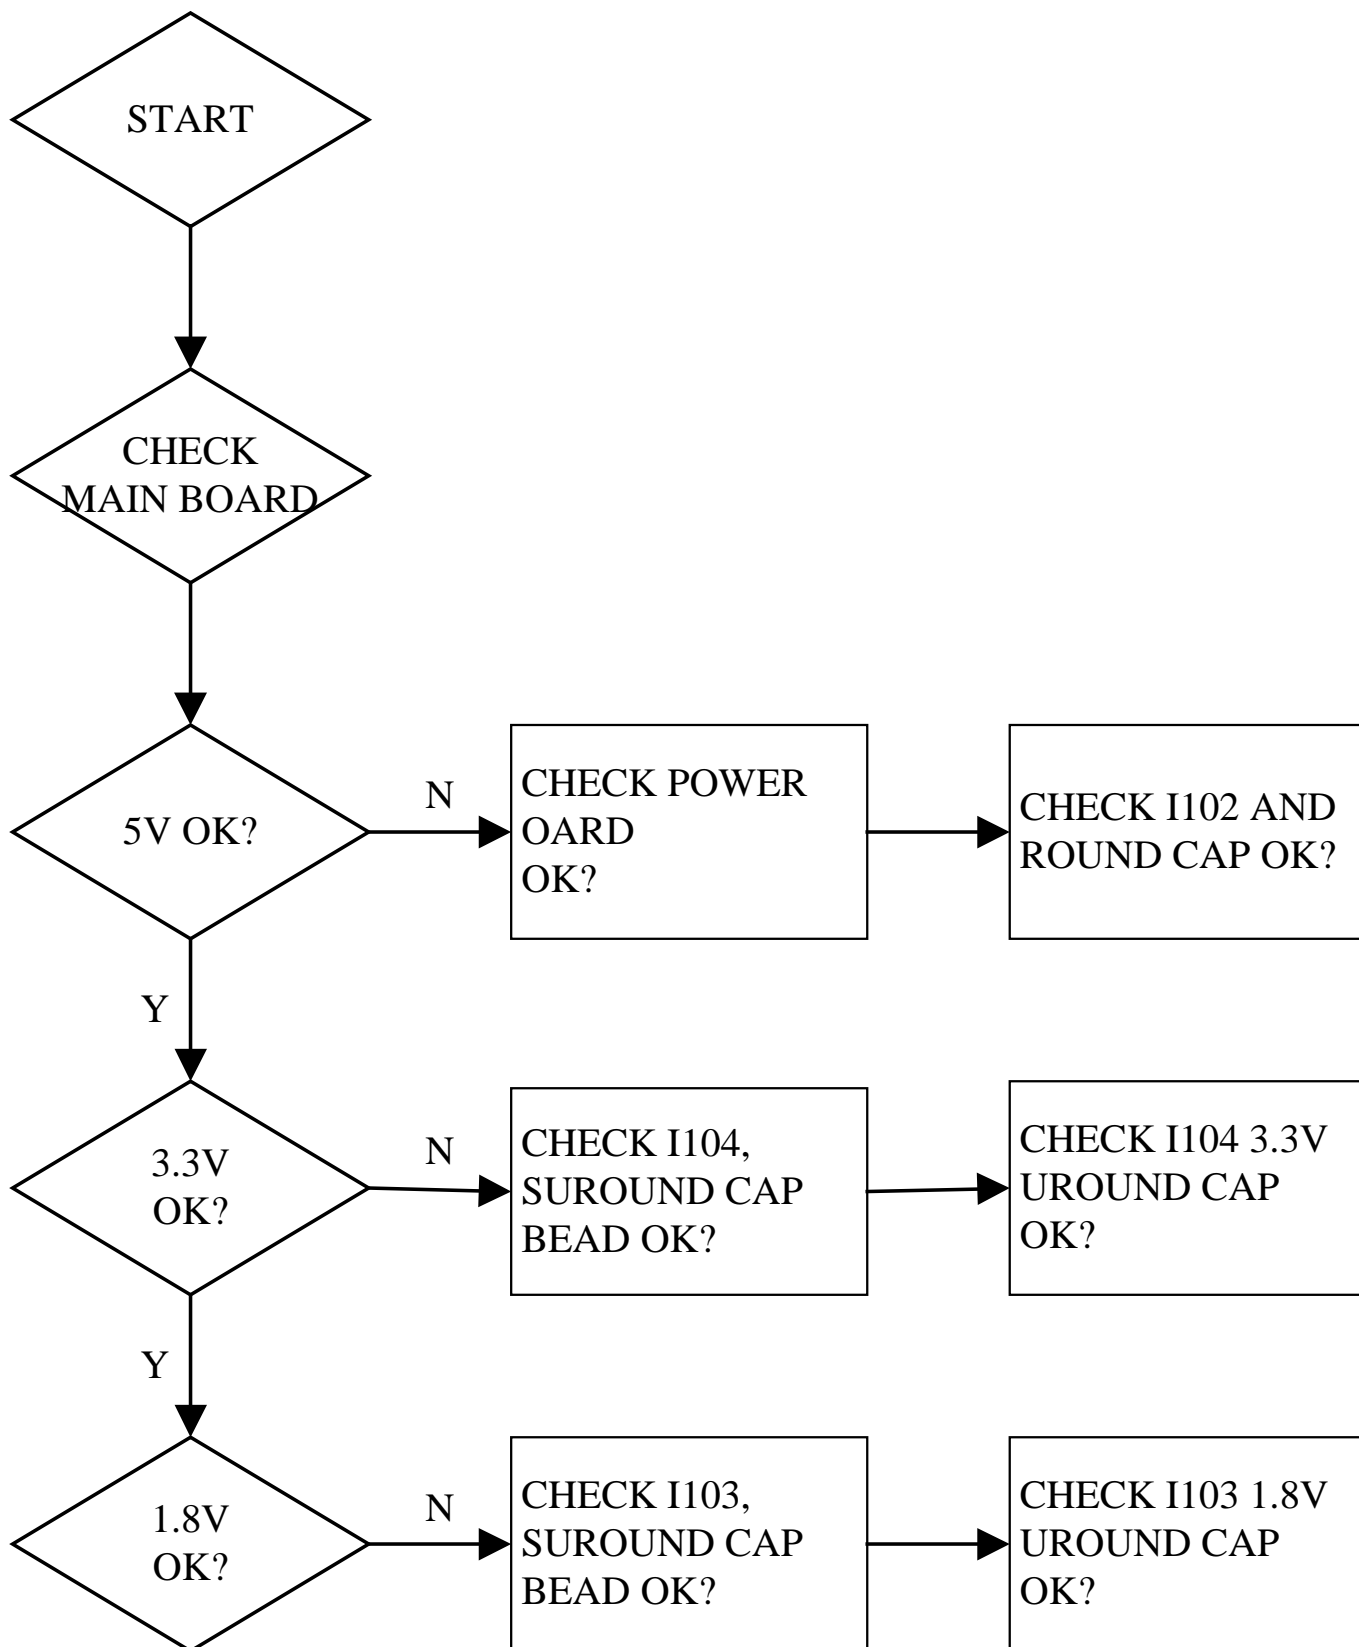 START
CHECK
MAIN BOARD
5V OK?
N
CHECK POWER
OARD
OK?
CHECK I102 AND
ROUND CAP OK?
Y
3.3V
OK?
N
CHECK I104,
SUROUND CAP
BEAD OK?
CHECK I104 3.3V
UROUND CAP
OK?
Y
1.8V
OK?
N
CHECK I103,
SUROUND CAP
BEAD OK?
CHECK I103 1.8V
UROUND CAP
OK?